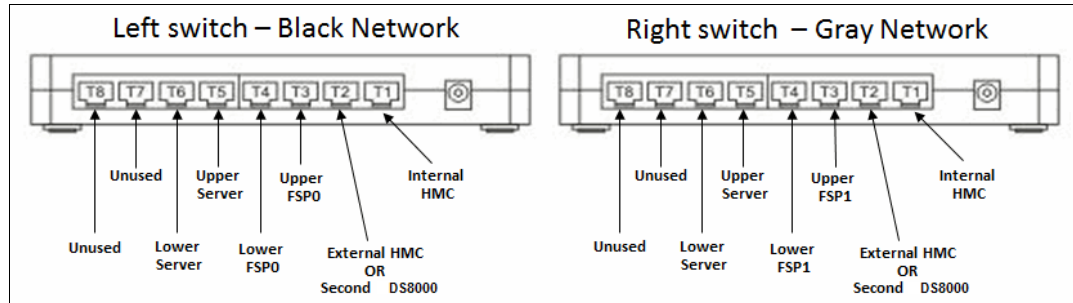 Left switch – Black Network
T8 T7 T6 T5 T4 T3 T2 T1
Unused
Upper
Server
Upper
FSP0
Internal
HMC
Unused
Lower
Server
Lower
FSP0
External HMC
OR
Second DS8000
Right switch – Gray Network
T8 T7 T6 T5 T4 T3 T2 T1
Unused
Upper
Server
Upper
FSP1
Internal
HMC
Unused
Lower
Server
Lower
FSP1
External HMC
OR
Second DS8000